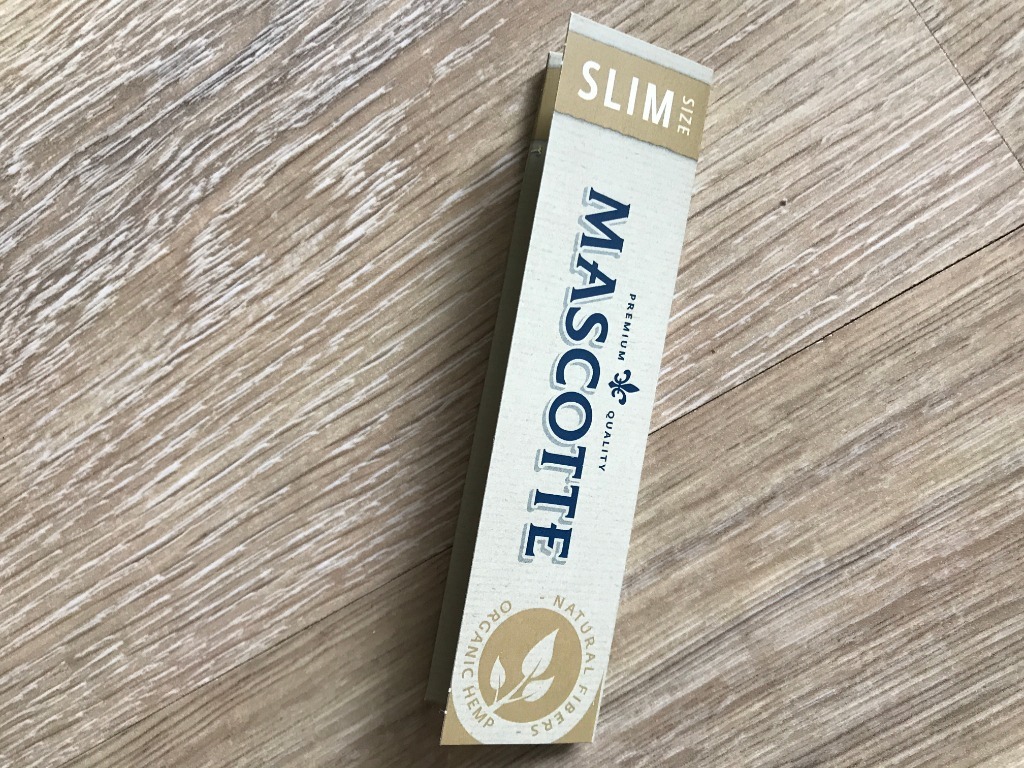 SLIM SIZE
PREMIUM QUALITY
MASCOTTE
- NATURAL FIBERS -
ORGANIC HEMP